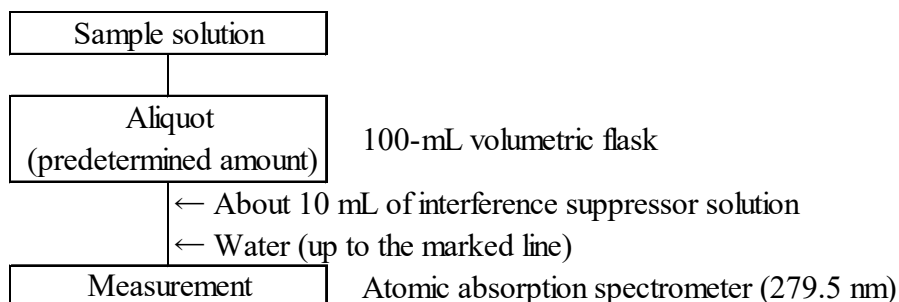 Sample solution
Aliquot
(predetermined amount)
100-mL volumetric flask
← About 10 mL of interference suppressor solution
← Water (up to the marked line)
Measurement
Atomic absorption spectrometer (279.5 nm)